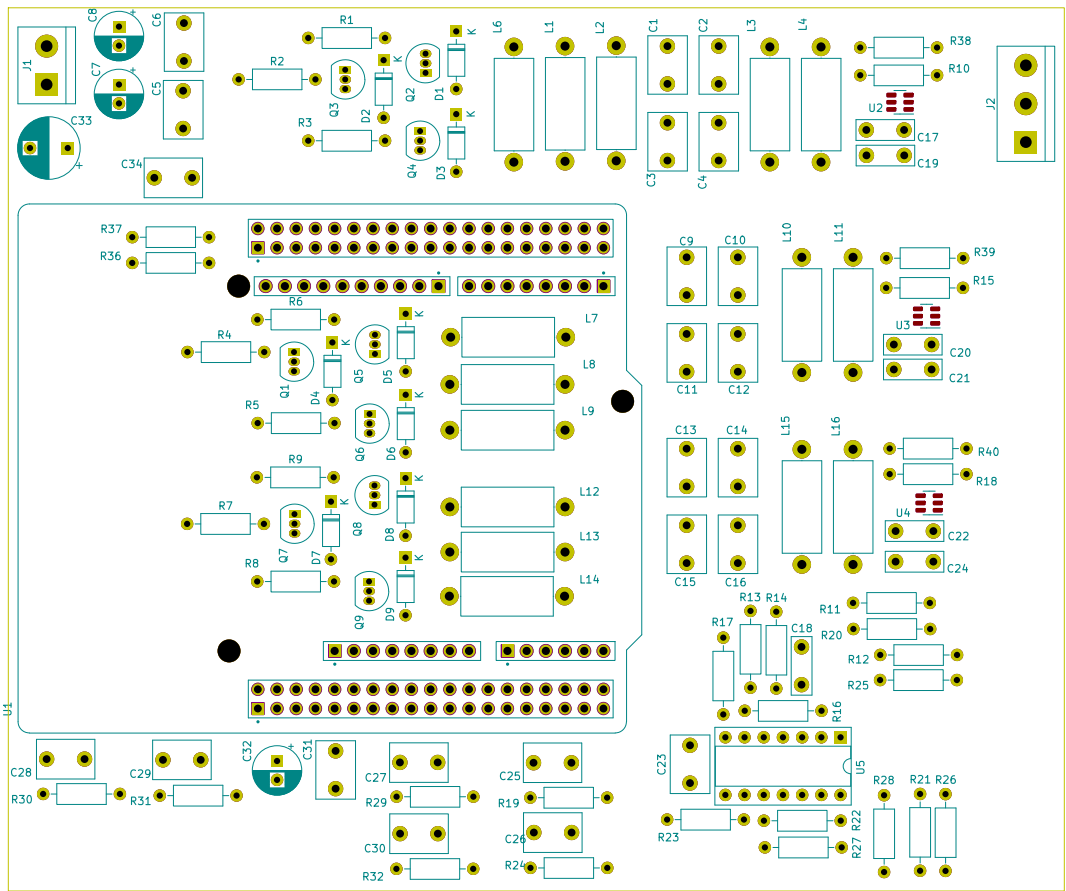 C8
C6
R1
K
L6
L1
L2
C1
C2
L3
L4
R38
J1
R2
K
R10
C7
C5
Q3
D2
Q2
D1
U2
J2
+
C33
R3
K
C17
+
C34
Q4
D3
C3
C4
C19
R37
R36
C9
C10
L10
L11
R39
R15
R6
K
L7
U3
R4
K
C20
Q1
D4
Q5
D5
L8
C21
C11
C12
R5
K
L9
Q6
D6
C13
C14
L15
L16
R40
R9
K
R18
L12
R7
K
U4
Q8
D8
C22
Q7
D7
L13
R8
K
C15
C16
C24
L14
Q9
D9
R13
R14
R11
R17
C18
R20
R12
R25
U1
R16
C32
+
C31
C23
U5
C28
C29
C27
C25
R28
R21
R26
R30
R31
R29
R19
R22
R23
C30
C26
R27
R32
R24